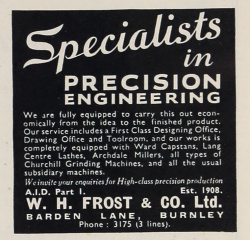 Specialists
in
PRECISION
ENGINEERING
We are fully equipped to carry this out econ-
omically from the idea to the finished product.
Our service includes a First Class Designing Office,
Drawing Office and Toolroom, and our works is
completely equipped with Ward Capstans, Lang
Centre Lathes, Archdale Millers, all types of
Churchill Grinding Machines, and all the usual
subsidiary machines.
We invite your enquiries for High-class precision production
A.I.D. Part I. Est. 1908.
W. H. FROST & CO. Ltd.
BARDEN LANE, BURNLEY
Phone : 3175 (3 lines).